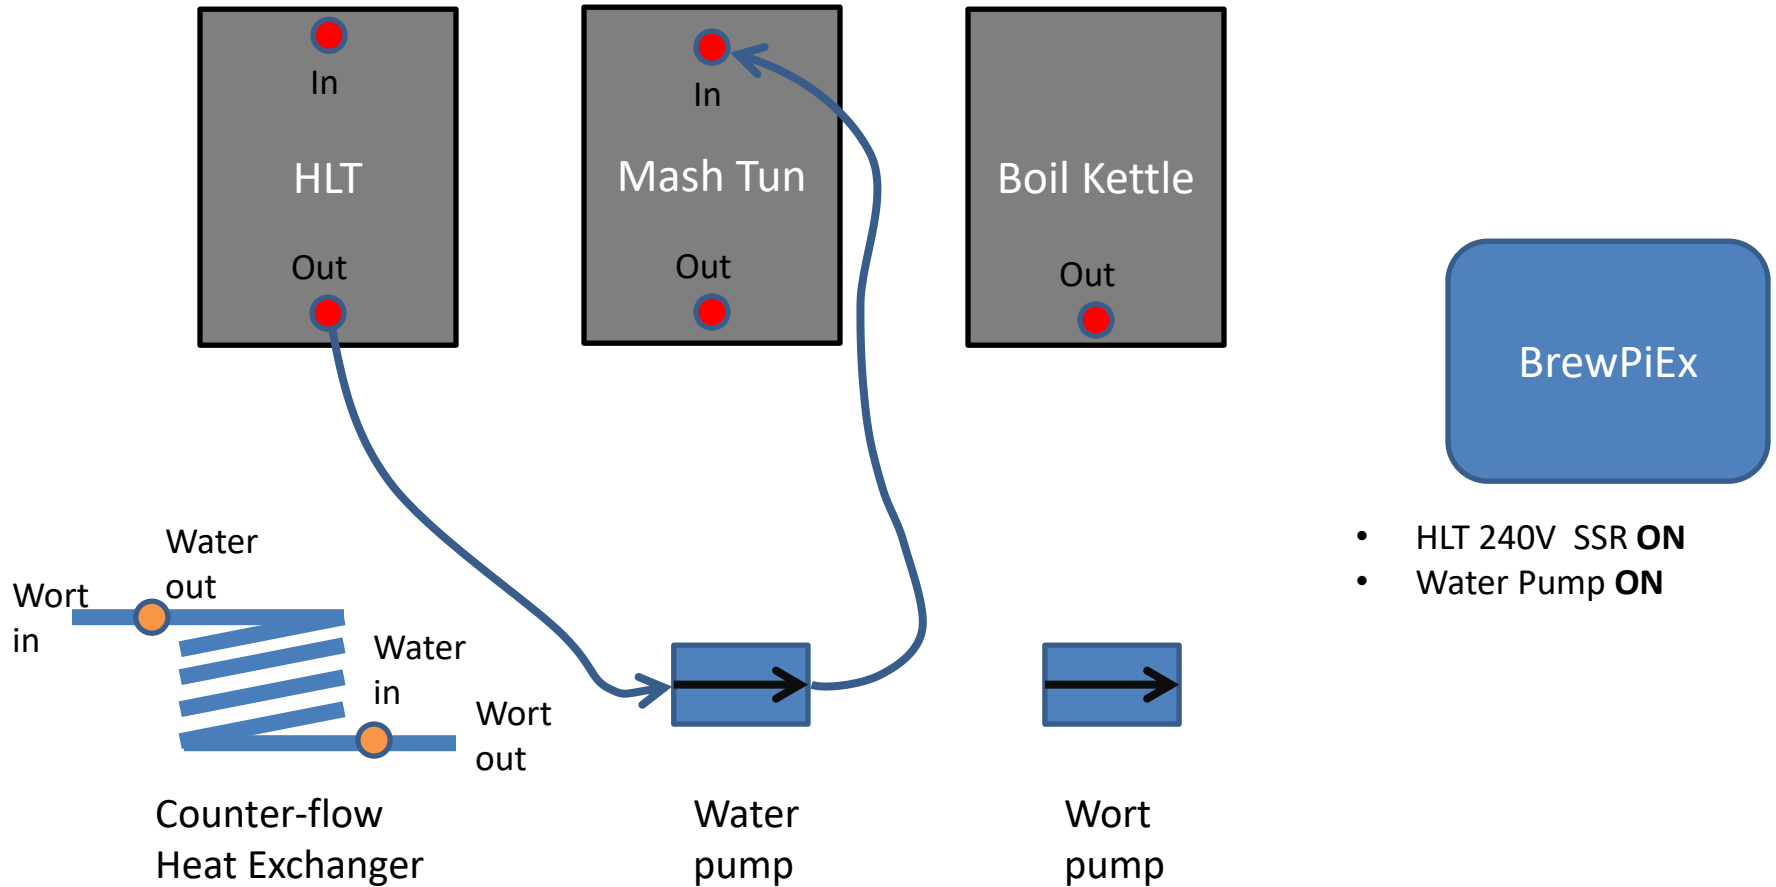 In
HLT
Out
In
Mash Tun
Out
Boil Kettle
Out
BrewPiEx
• HLT 240V  SSR ON
• Water Pump ON
Water
out
Wort
in
Water
in
Wort
out
Counter-flow
Heat Exchanger
Water
pump
Wort
pump